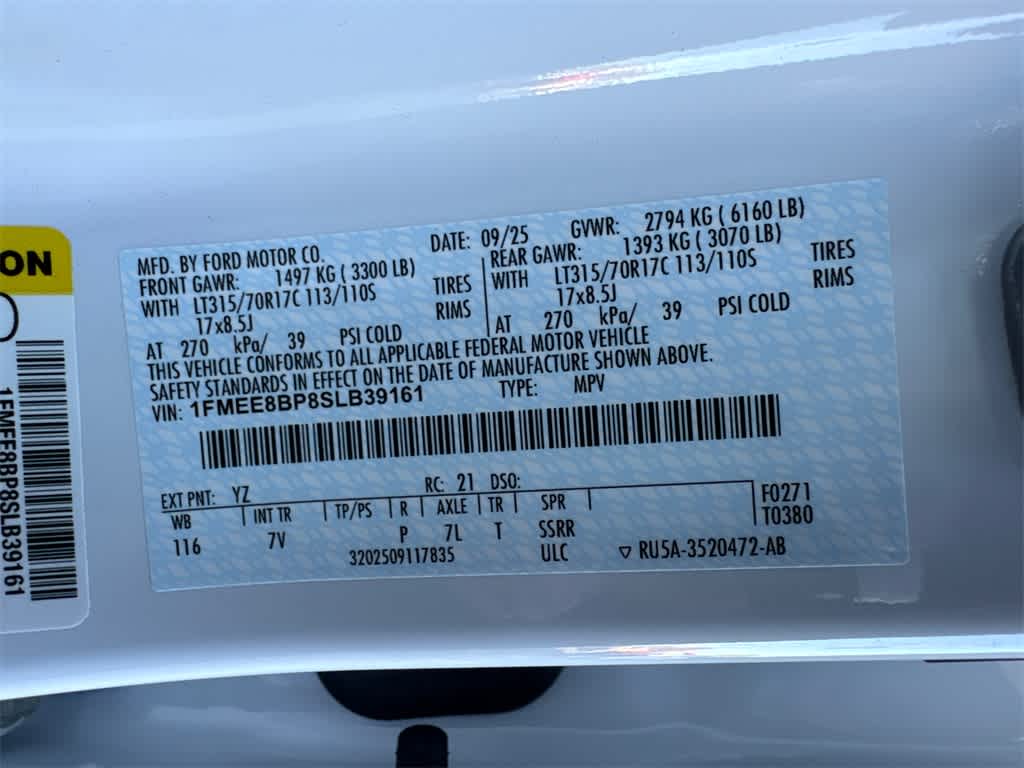 ON
1FMEE8BP8SLB39161
MFD. BY FORD MOTOR CO.
DATE: 09/25
GVWR: 2794 KG ( 6160 LB)
FRONT GAWR: 1497 KG ( 3300 LB)
WITH LT315/70R17C 113/110S TIRES
17x8.5J RIMS
AT 270 kPa/ 39 PSI COLD
REAR GAWR: 1393 KG ( 3070 LB)
WITH LT315/70R17C 113/110S TIRES
17x8.5J RIMS
AT 270 kPa/ 39 PSI COLD
THIS VEHICLE CONFORMS TO ALL APPLICABLE FEDERAL MOTOR VEHICLE
SAFETY STANDARDS IN EFFECT ON THE DATE OF MANUFACTURE SHOWN ABOVE.
VIN: 1FMEE8BP8SLB39161 TYPE: MPV
EXT PNT: YZ RC: 21 DSO:
WB INT TR TP/PS R AXLE TR SPR F0271
116 7V P 7L T SSRR T0380
3202509117835 ULC ▽ RU5A-3520472-AB